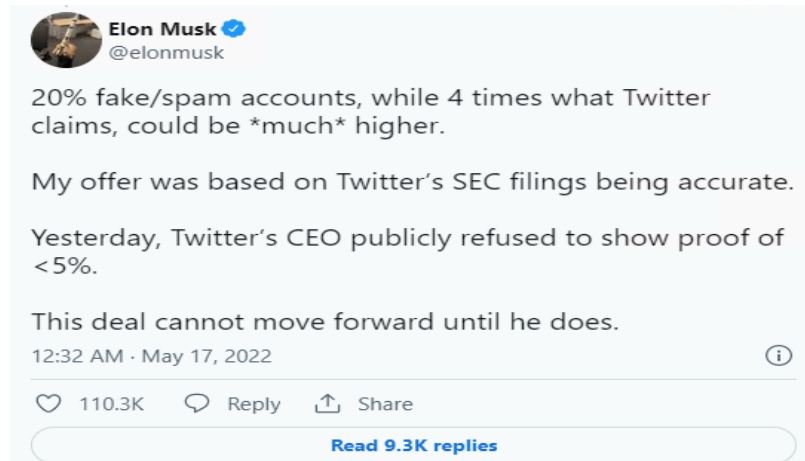 Elon Musk
@elonmusk
20% fake/spam accounts, while 4 times what Twitter
claims, could be *much* higher.
My offer was based on Twitter’s SEC filings being accurate.
Yesterday, Twitter’s CEO publicly refused to show proof of
<5%.
This deal cannot move forward until he does.
12:32 AM · May 17, 2022
110.3K Reply Share
Read 9.3K replies